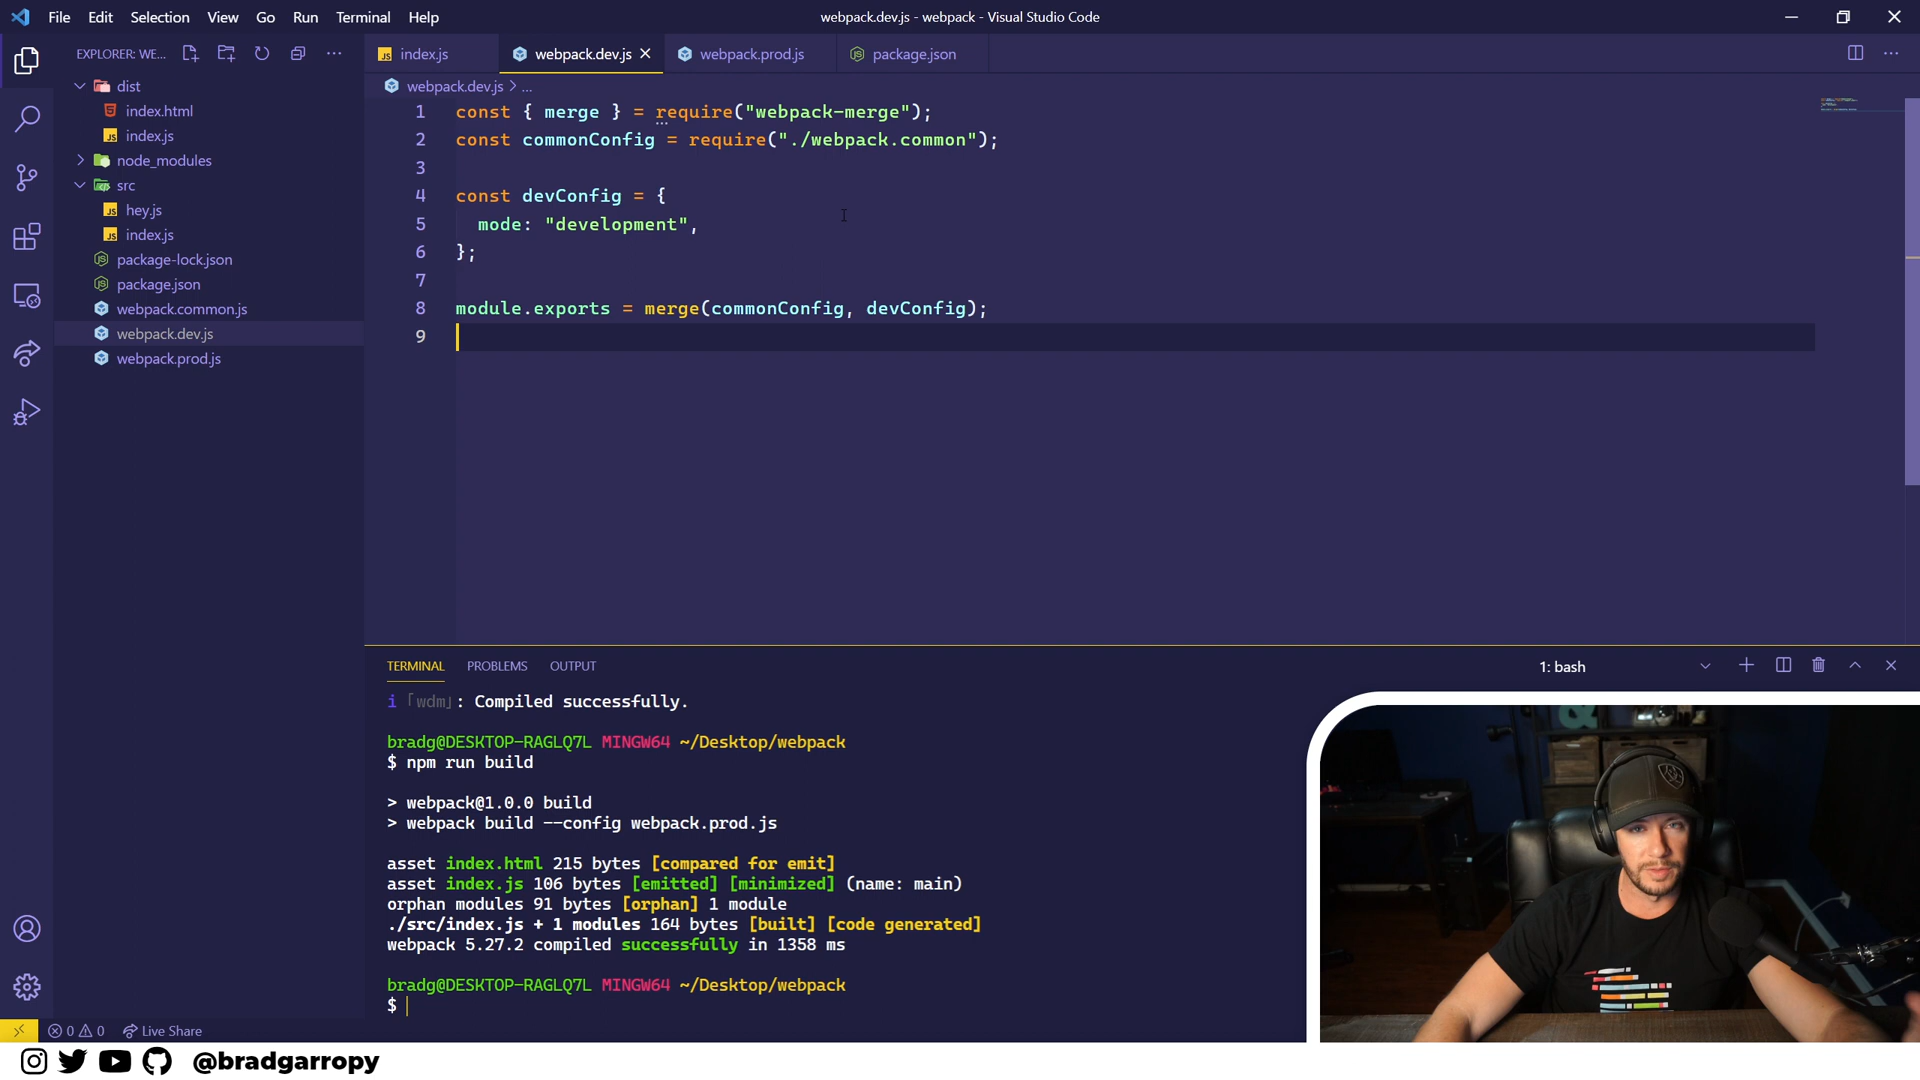 File Edit Selection View Go Run Terminal Help
webpack.dev.js - webpack - Visual Studio Code
EXPLORER: WE...
dist
index.html
index.js
node_modules
src
hey.js
index.js
package-lock.json
package.json
webpack.common.js
webpack.dev.js
webpack.prod.js
index.js webpack.dev.js webpack.prod.js package.json
webpack.dev.js > ...
1 const { merge } = require("webpack-merge");
2 const commonConfig = require("./webpack.common");
3
4 const devConfig = {
5 mode: "development",
6 };
7
8 module.exports = merge(commonConfig, devConfig);
9
TERMINAL PROBLEMS OUTPUT
1: bash
i ｢wdm｣: Compiled successfully.
bradg@DESKTOP-RAGLQ7L MINGW64 ~/Desktop/webpack
$ npm run build
> webpack@1.0.0 build
> webpack build --config webpack.prod.js
asset index.html 215 bytes [compared for emit]
asset index.js 106 bytes [emitted] [minimized] (name: main)
orphan modules 91 bytes [orphan] 1 module
./src/index.js + 1 modules 164 bytes [built] [code generated]
webpack 5.27.2 compiled successfully in 1358 ms
bradg@DESKTOP-RAGLQ7L MINGW64 ~/Desktop/webpack
$
0 0 Live Share
@bradgarropy